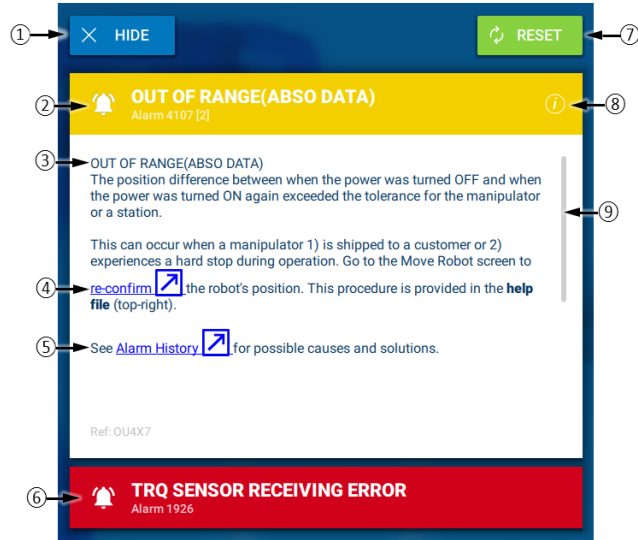 ① HIDE RESET ⑦
② OUT OF RANGE(ABSO DATA) i ⑧
Alarm 4107 [2]
③ OUT OF RANGE(ABSO DATA)
The position difference between when the power was turned OFF and when
the power was turned ON again exceeded the tolerance for the manipulator ⑨
or a station.
This can occur when a manipulator 1) is shipped to a customer or 2)
experiences a hard stop during operation. Go to the Move Robot screen to
④ re-confirm the robot's position. This procedure is provided in the help
file (top-right).
⑤ See Alarm History for possible causes and solutions.
Ref: OU4X7
⑥ TRQ SENSOR RECEIVING ERROR
Alarm 1926